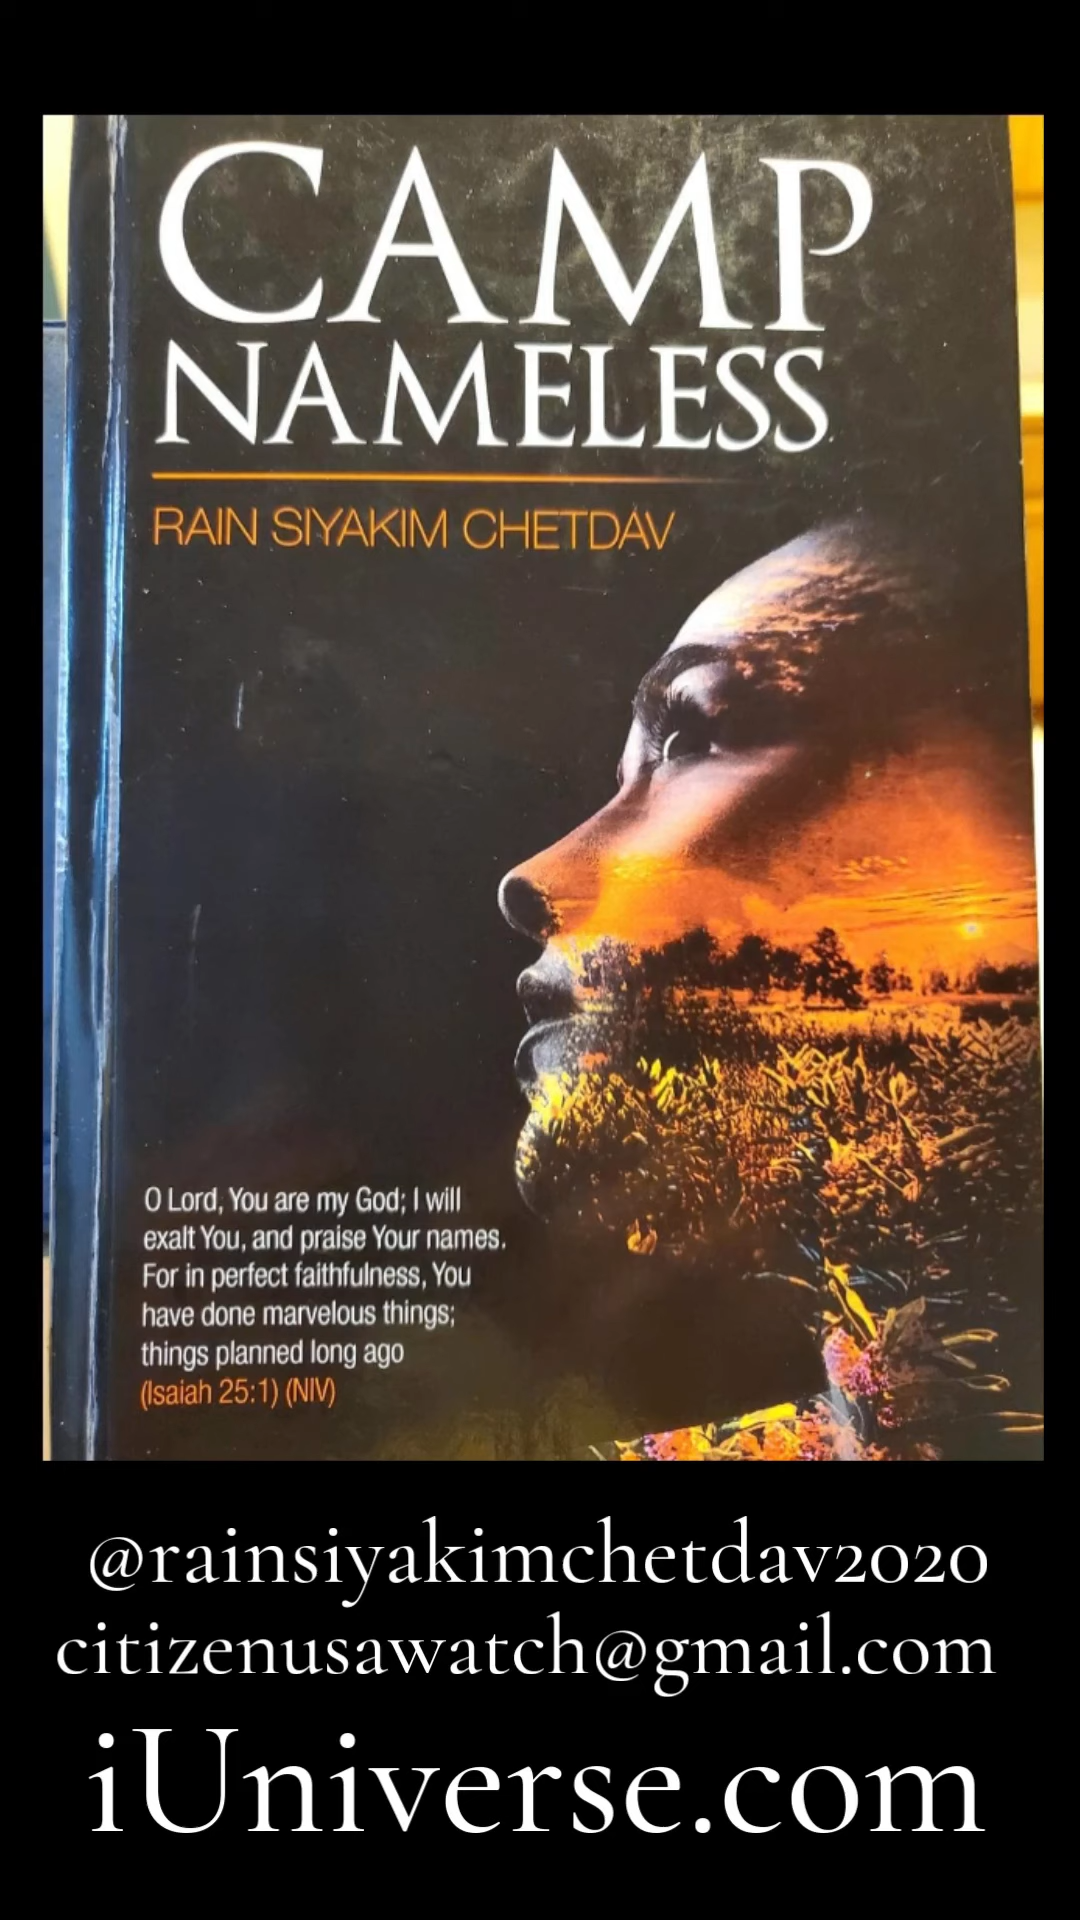 CAMP
NAMELESS
RAIN SIYAKIM CHETDAV
O Lord, You are my God; I will
exalt You, and praise Your names.
For in perfect faithfulness, You
have done marvelous things;
things planned long ago
(Isaiah 25:1) (NIV)
@rainsiyakimchetdav2020
citizenusawatch@gmail.com
iUniverse.com